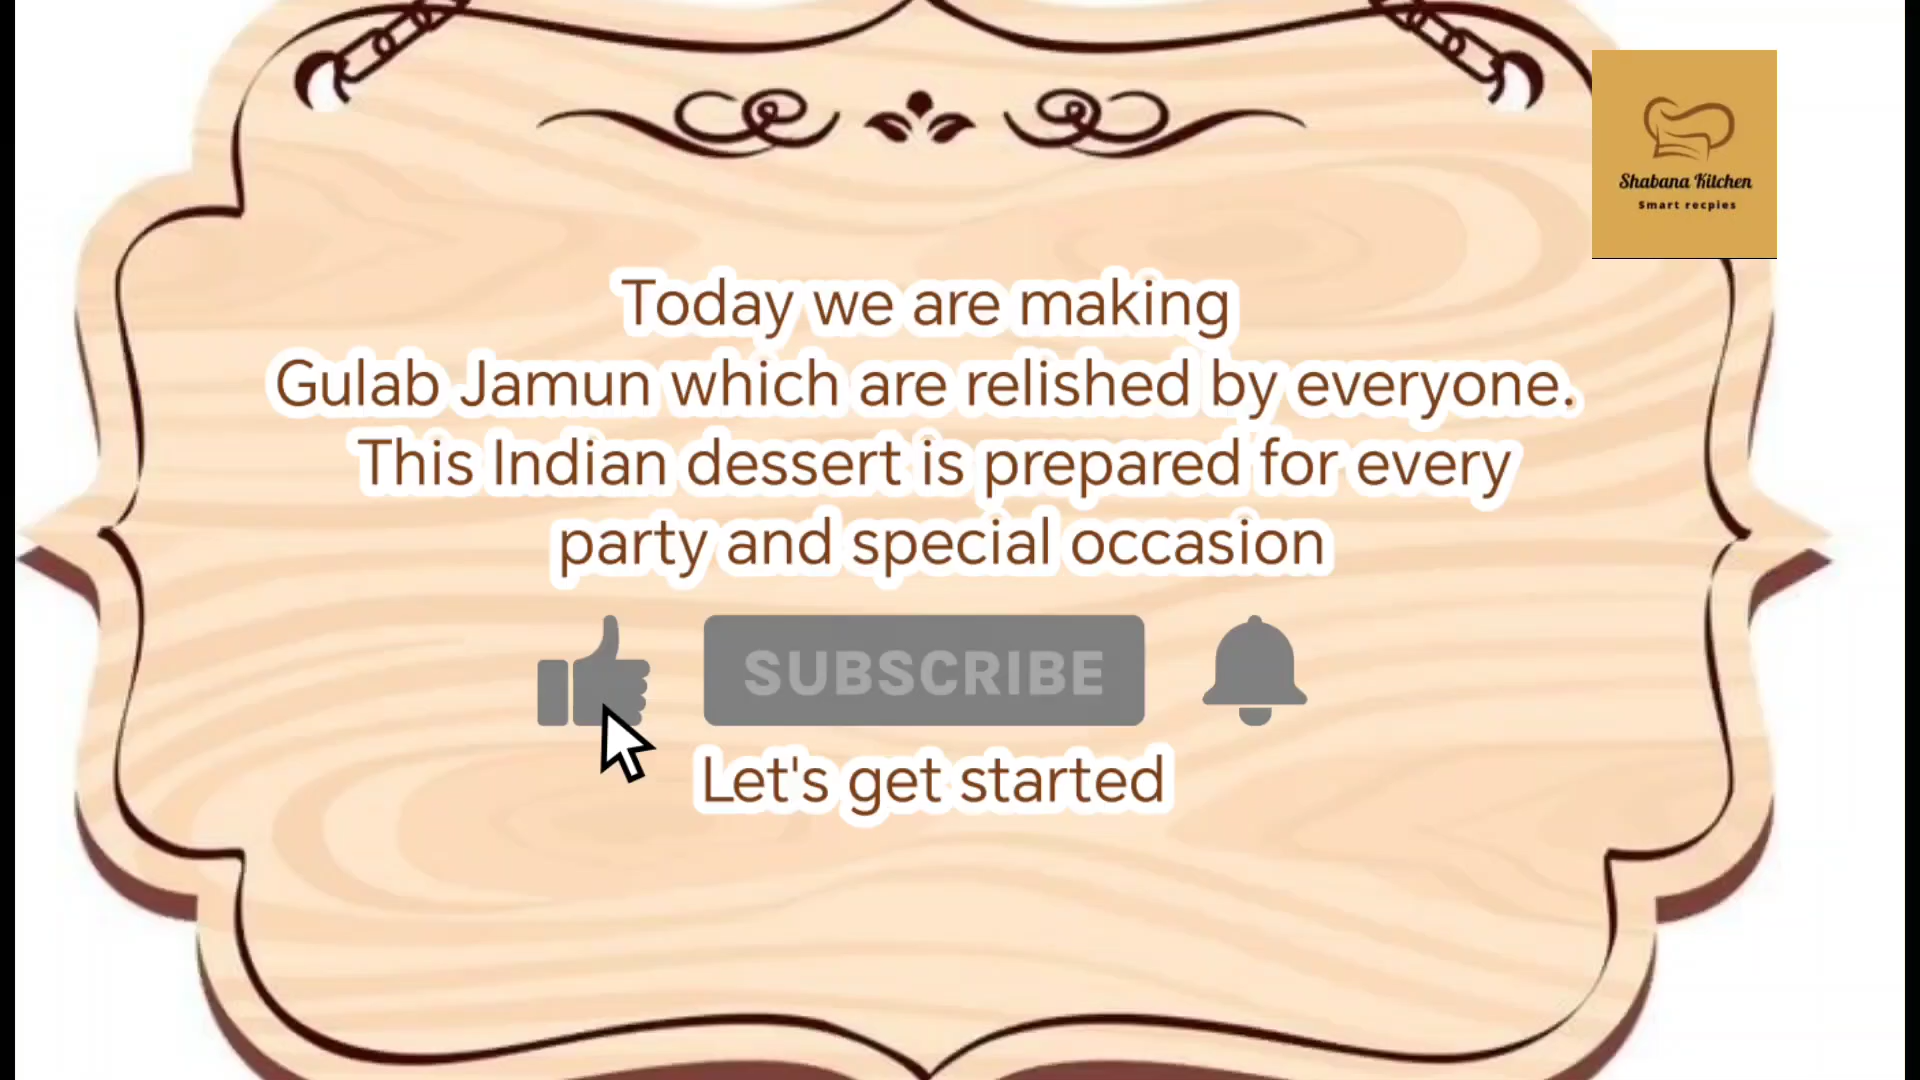 Shabana Kitchen
Smart recpies
Today we are making
Gulab Jamun which are relished by everyone.
This Indian dessert is prepared for every
party and special occasion
SUBSCRIBE
Let's get started